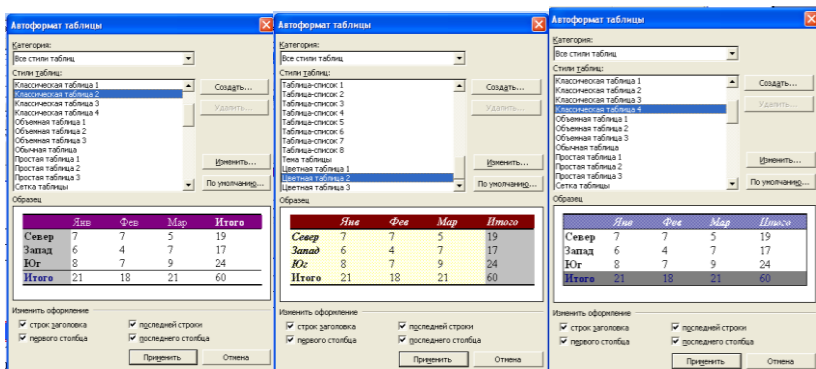 Автоформат таблицы
Категория:
Все стили таблиц
Стили таблиц:
Классическая таблица 1
Классическая таблица 2
Классическая таблица 3
Классическая таблица 4
Объемная таблица 1
Объемная таблица 2
Объемная таблица 3
Обычная таблица
Простая таблица 1
Простая таблица 2
Простая таблица 3
Сетка таблицы
Создать...
Удалить...
Изменить...
По умолчанию...
Образец
Янв Фев Мар Итого
Север 7 7 5 19
Запад 6 4 7 17
Юг 8 7 9 24
Итого 21 18 21 60
Изменить оформление
строк заголовка
последней строки
первого столбца
последнего столбца
Применить
Отмена
Автоформат таблицы
Категория:
Все стили таблиц
Стили таблиц:
Таблица-список 1
Таблица-список 2
Таблица-список 3
Таблица-список 4
Таблица-список 5
Таблица-список 6
Таблица-список 7
Таблица-список 8
Тема таблицы
Цветная таблица 1
Цветная таблица 2
Цветная таблица 3
Создать...
Удалить...
Изменить...
По умолчанию...
Образец
Янв Фев Мар Итого
Север 7 7 5 19
Запад 6 4 7 17
Юг 8 7 9 24
Итого 21 18 21 60
Изменить оформление
строк заголовка
последней строки
первого столбца
последнего столбца
Применить
Отмена
Автоформат таблицы
Категория:
Все стили таблиц
Стили таблиц:
Классическая таблица 1
Классическая таблица 2
Классическая таблица 3
Классическая таблица 4
Объемная таблица 1
Объемная таблица 2
Объемная таблица 3
Обычная таблица
Простая таблица 1
Простая таблица 2
Простая таблица 3
Сетка таблицы
Создать...
Удалить...
Изменить...
По умолчанию...
Образец
Янв Фев Мар Итого
Север 7 7 5 19
Запад 6 4 7 17
Юг 8 7 9 24
Итого 21 18 21 60
Изменить оформление
строк заголовка
последней строки
первого столбца
последнего столбца
Применить
Отмена